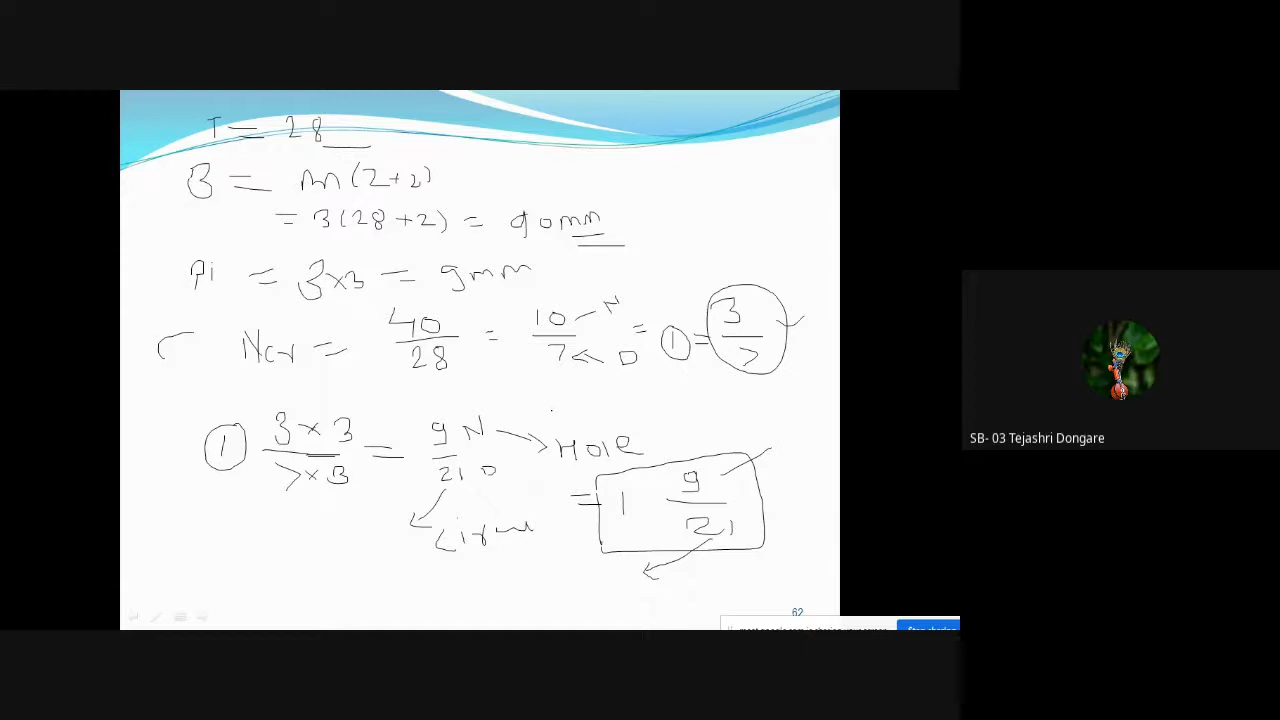 T = 28
B = m(Z+2)
= 3(28+2) = 90mm
Pi = 3×3 = 9mm
Ncr = 40/28 = 10/7 = 1 3/7
N
D
1 3×3/7×3 = 9/21 N → Hole
D
= 1 9/21
62
SB- 03 Tejashri Dongare